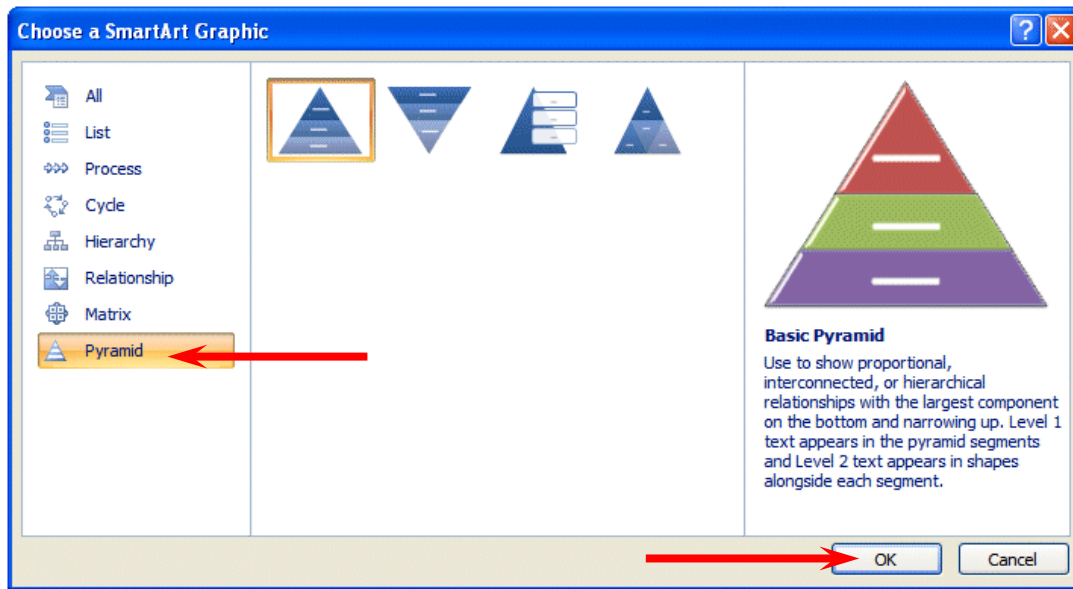 Choose a SmartArt Graphic
All
List
Process
Cycle
Hierarchy
Relationship
Matrix
Pyramid
Basic Pyramid
Use to show proportional,
interconnected, or hierarchical
relationships with the largest component
on the bottom and narrowing up. Level 1
text appears in the pyramid segments
and Level 2 text appears in shapes
alongside each segment.
OK
Cancel